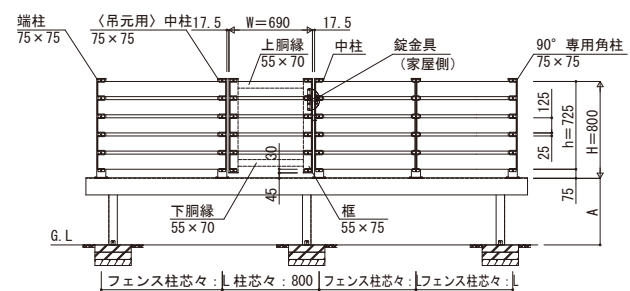 端柱
75×75
〈吊元用〉中柱
75×75
17.5
W=690
17.5
上胴縁
55×70
中柱
錠金具
(家屋側)
90°専用角柱
75×75
125
25
h=725
H=800
75
A
30
45
下胴縁
55×70
框
55×75
G.L
フェンス柱芯々:L
柱芯々:800
フェンス柱芯々:L
フェンス柱芯々:L